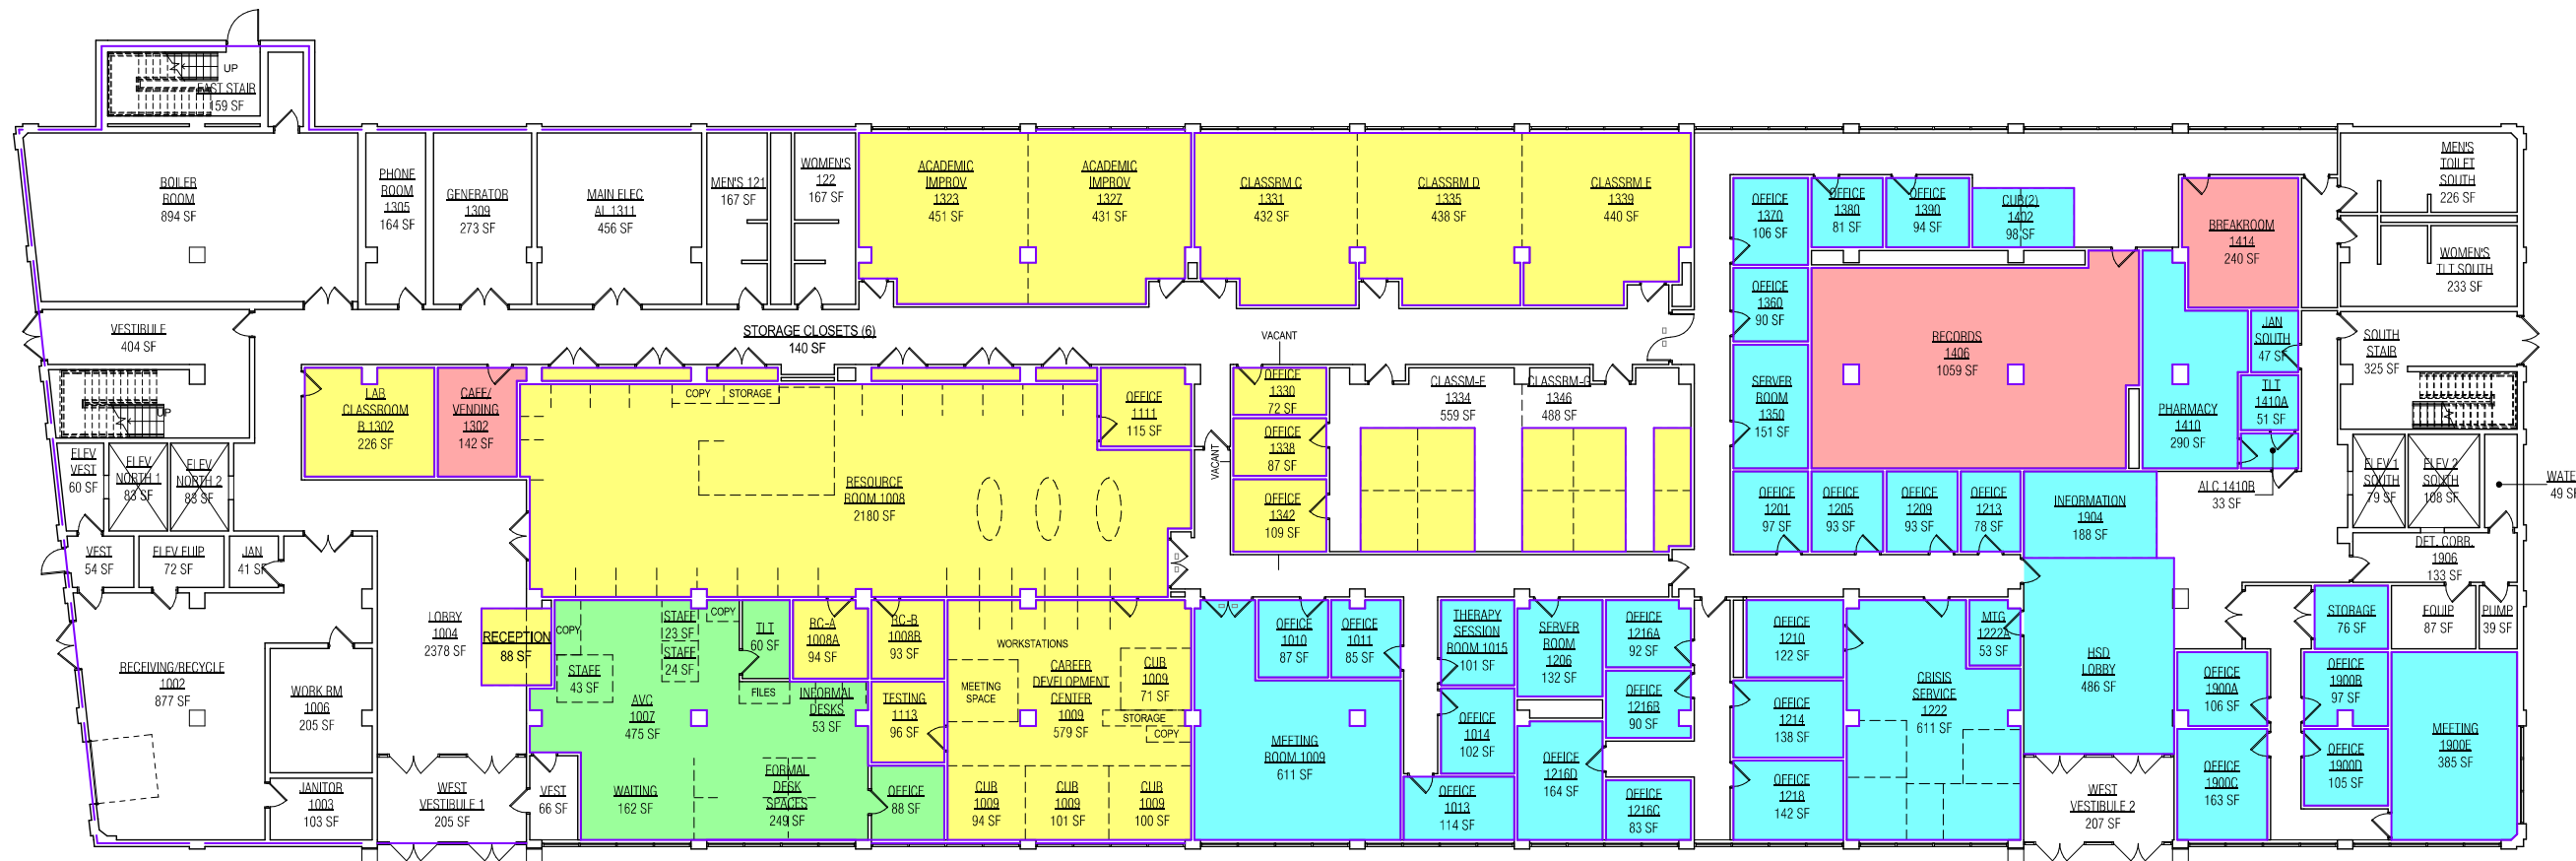 UP
EAST STAIR
159 SF
BOILER
ROOM
894 SF
PHONE
ROOM
1305
164 SF
GENERATOR
1309
273 SF
MAIN ELEC
AL 1311
456 SF
MEN'S 121
167 SF
WOMEN'S
122
167 SF
ACADEMIC
IMPROV
1323
451 SF
ACADEMIC
IMPROV
1327
431 SF
CLASSRM C
1331
432 SF
CLASSRM D
1335
438 SF
CLASSRM E
1339
440 SF
OFFICE
1370
106 SF
OFFICE
1380
81 SF
OFFICE
1390
94 SF
CUB(2)
1402
98 SF
BREAKROOM
1414
240 SF
MEN'S
TOILET
SOUTH
226 SF
WOMEN'S
TLT SOUTH
233 SF
VESTIBULE
404 SF
STORAGE CLOSETS (6)
140 SF
VACANT
OFFICE
1360
90 SF
RECORDS
1406
1059 SF
JAN
SOUTH
47 SF
SOUTH
STAIR
325 SF
UP
LAB
CLASSROOM
B 1302
226 SF
CAFE/
VENDING
1302
142 SF
COPY
STORAGE
OFFICE
1111
115 SF
OFFICE
1330
72 SF
CLASSM-F
1334
559 SF
CLASSRM-G
1346
488 SF
SERVER
ROOM
1350
151 SF
PHARMACY
1410
290 SF
TLT
1410A
51 SF
ELEV
VEST
60 SF
ELEV
NORTH 1
83 SF
ELEV
NORTH 2
83 SF
RESOURCE
ROOM 1008
2180 SF
VACANT
OFFICE
1338
87 SF
OFFICE
1342
109 SF
OFFICE
1201
97 SF
OFFICE
1205
93 SF
OFFICE
1209
93 SF
OFFICE
1213
78 SF
INFORMATION
1904
188 SF
ALC 1410B
33 SF
ELEV 1
SOUTH
79 SF
ELEV 2
SOUTH
108 SF
WATE
49 SF
VEST
54 SF
ELEV EUIP
72 SF
JAN
41 SF
DET. CORR.
1906
133 SF
LOBBY
1004
2378 SF
RECEPTION
88 SF
COPY
STAFF
23 SF
STAFF
24 SF
COPY
TLT
60 SF
RC-A
1008A
94 SF
RC-B
1008B
93 SF
WORKSTATIONS
CAREER
DEVELOPMENT
CENTER
1009
579 SF
CUB
1009
71 SF
OFFICE
1010
87 SF
OFFICE
1011
85 SF
THERAPY
SESSION
ROOM 1015
101 SF
SERVER
ROOM
1206
132 SF
OFFICE
1216A
92 SF
OFFICE
1210
122 SF
MTG
1222A
53 SF
STORAGE
76 SF
EQUIP
87 SF
PUMP
39 SF
RECEIVING/RECYCLE
1002
877 SF
WORK RM
1006
205 SF
STAFF
43 SF
FILES
INFORMAL
DESKS
53 SF
AVC
1007
475 SF
TESTING
1113
96 SF
MEETING
SPACE
STORAGE
COPY
MEETING
ROOM 1009
611 SF
OFFICE
1014
102 SF
OFFICE
1216B
90 SF
OFFICE
1214
138 SF
CRISIS
SERVICE
1222
611 SF
HSD
LOBBY
486 SF
OFFICE
1900A
106 SF
OFFICE
1900B
97 SF
MEETING
1900E
385 SF
JANITOR
1003
103 SF
WEST
VESTIBULE 1
205 SF
VEST
66 SF
WAITING
162 SF
FORMAL
DESK
SPACES
249 SF
OFFICE
88 SF
CUB
1009
94 SF
CUB
1009
101 SF
CUB
1009
100 SF
OFFICE
1013
114 SF
OFFICE
1216D
164 SF
OFFICE
1216C
83 SF
OFFICE
1218
142 SF
WEST
VESTIBULE 2
207 SF
OFFICE
1900C
163 SF
OFFICE
1900D
105 SF